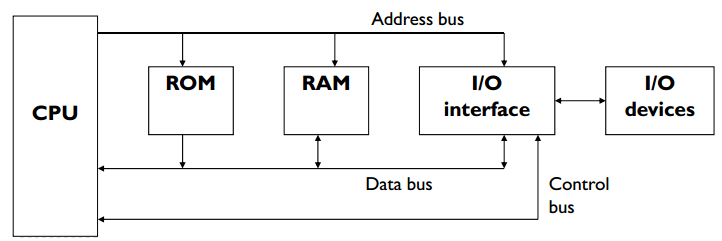 Address bus
CPU
ROM
RAM
I/O
interface
I/O
devices
Data bus
Control
bus